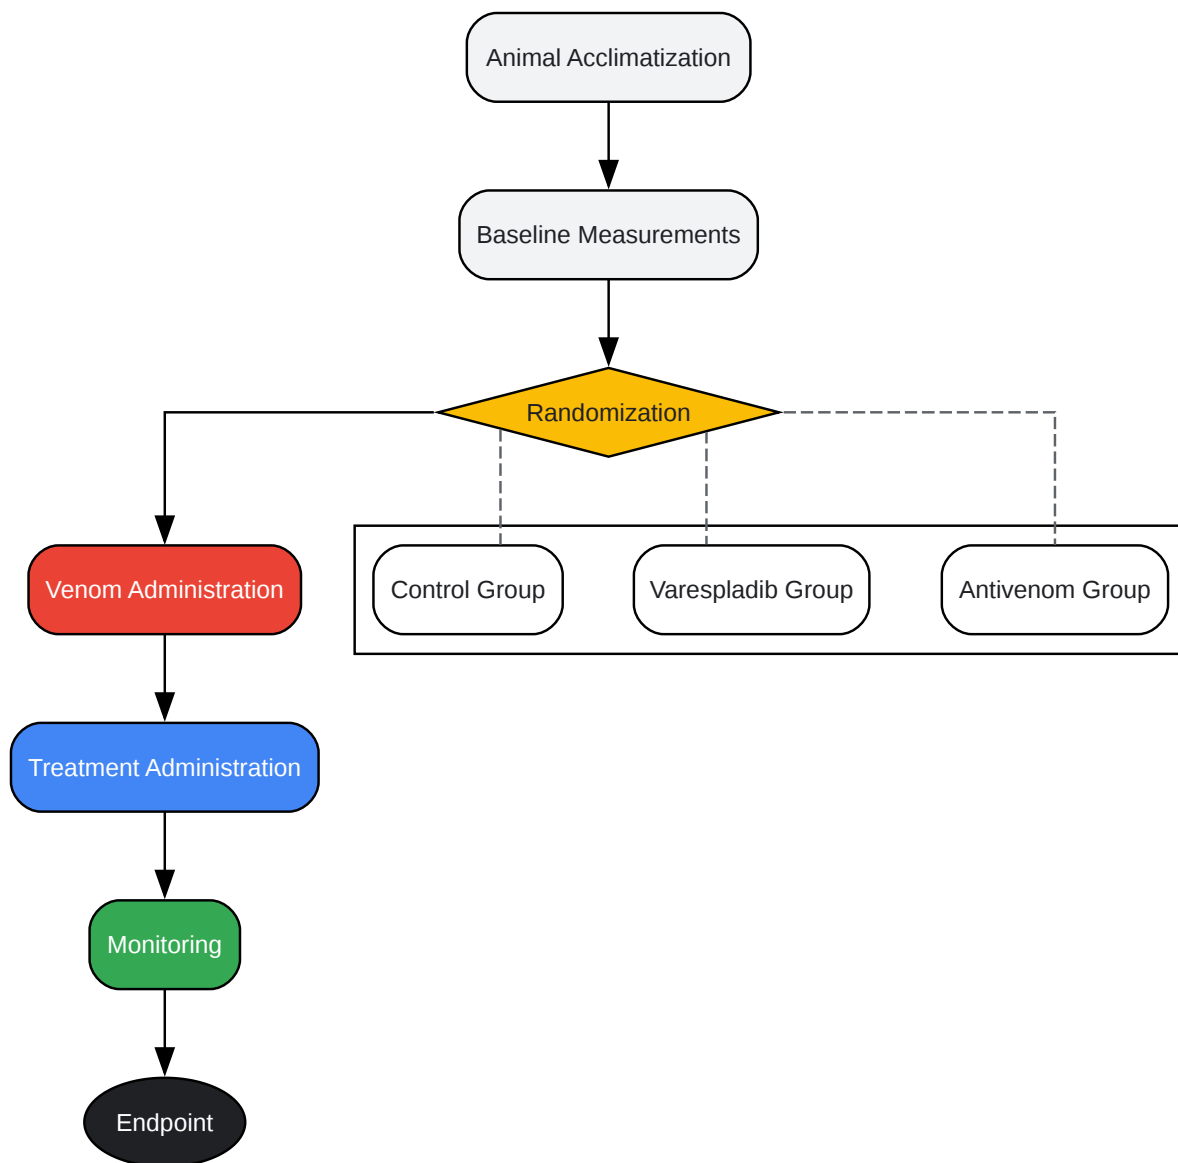 Animal Acclimatization
Baseline Measurements
Randomization
Venom Administration
Control Group
Varespladib Group
Antivenom Group
Treatment Administration
Monitoring
Endpoint